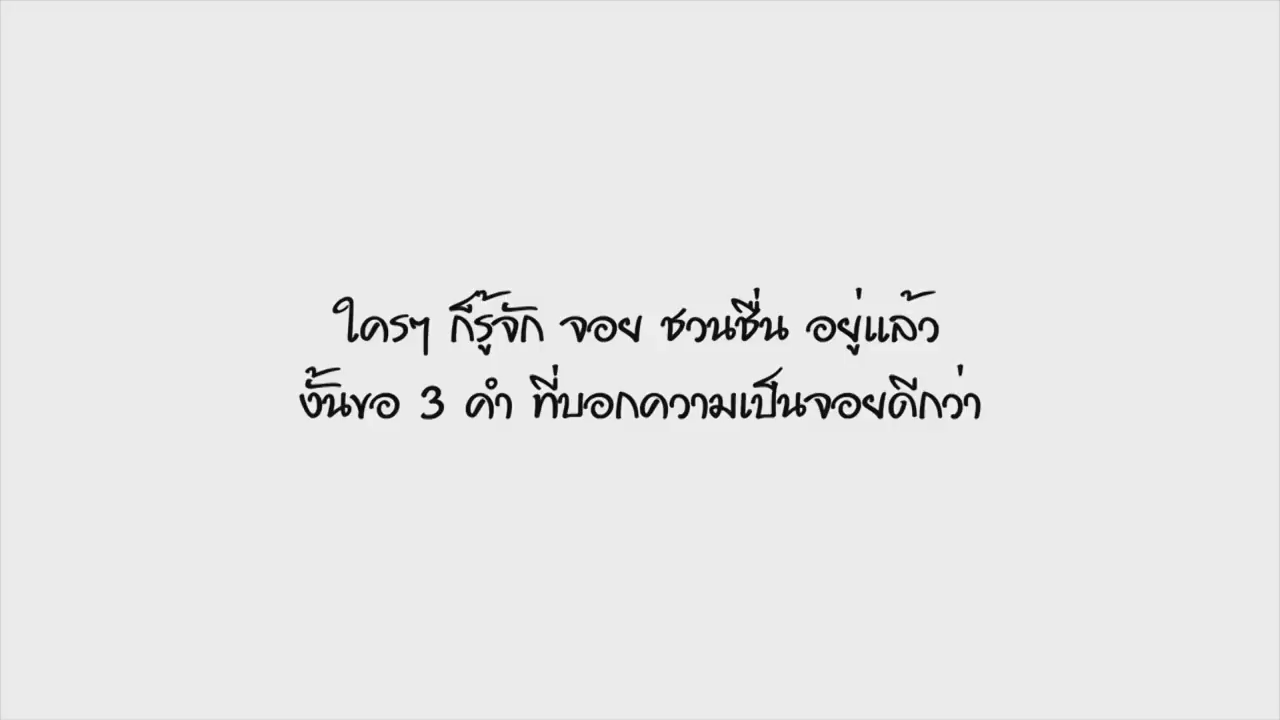 ใครๆ ก็รู้จัก จอย ชวนชื่น อยู่แล้ว
งั้นขอ 3 คำ ที่บอกความเป็นจอยดีกว่า